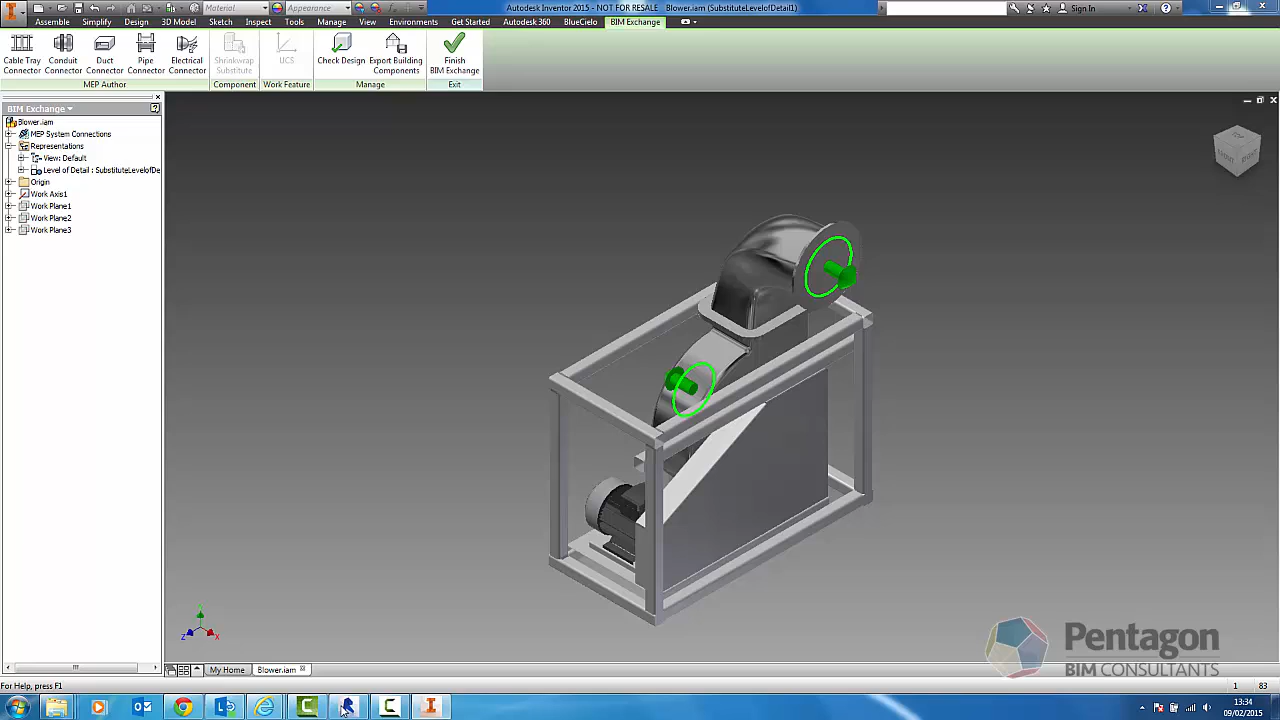 Material
Appearance
Autodesk Inventor 2015 - NOT FOR RESALE Blower.iam (SubstituteLevelofDetail1)
Sign In
Assemble Simplify Design 3D Model Sketch Inspect Tools Manage View Environments Get Started Autodesk 360 BlueCielo BIM Exchange
Cable Tray Connector
Conduit Connector
Duct Connector
Pipe Connector
Electrical Connector
Shrinkwrap Substitute
UCS
Check Design
Export Building Components
Finish BIM Exchange
MEP Author Component Work Feature Manage Exit
BIM Exchange
Blower.iam
MEP System Connections
Representations
View: Default
Level of Detail : SubstituteLevelofDe
Origin
Work Axis1
Work Plane1
Work Plane2
Work Plane3
TOP
Y
Z
X
Pentagon
BIM CONSULTANTS
My Home
Blower.iam
For Help, press F1
1 83
13:34
09/02/2015